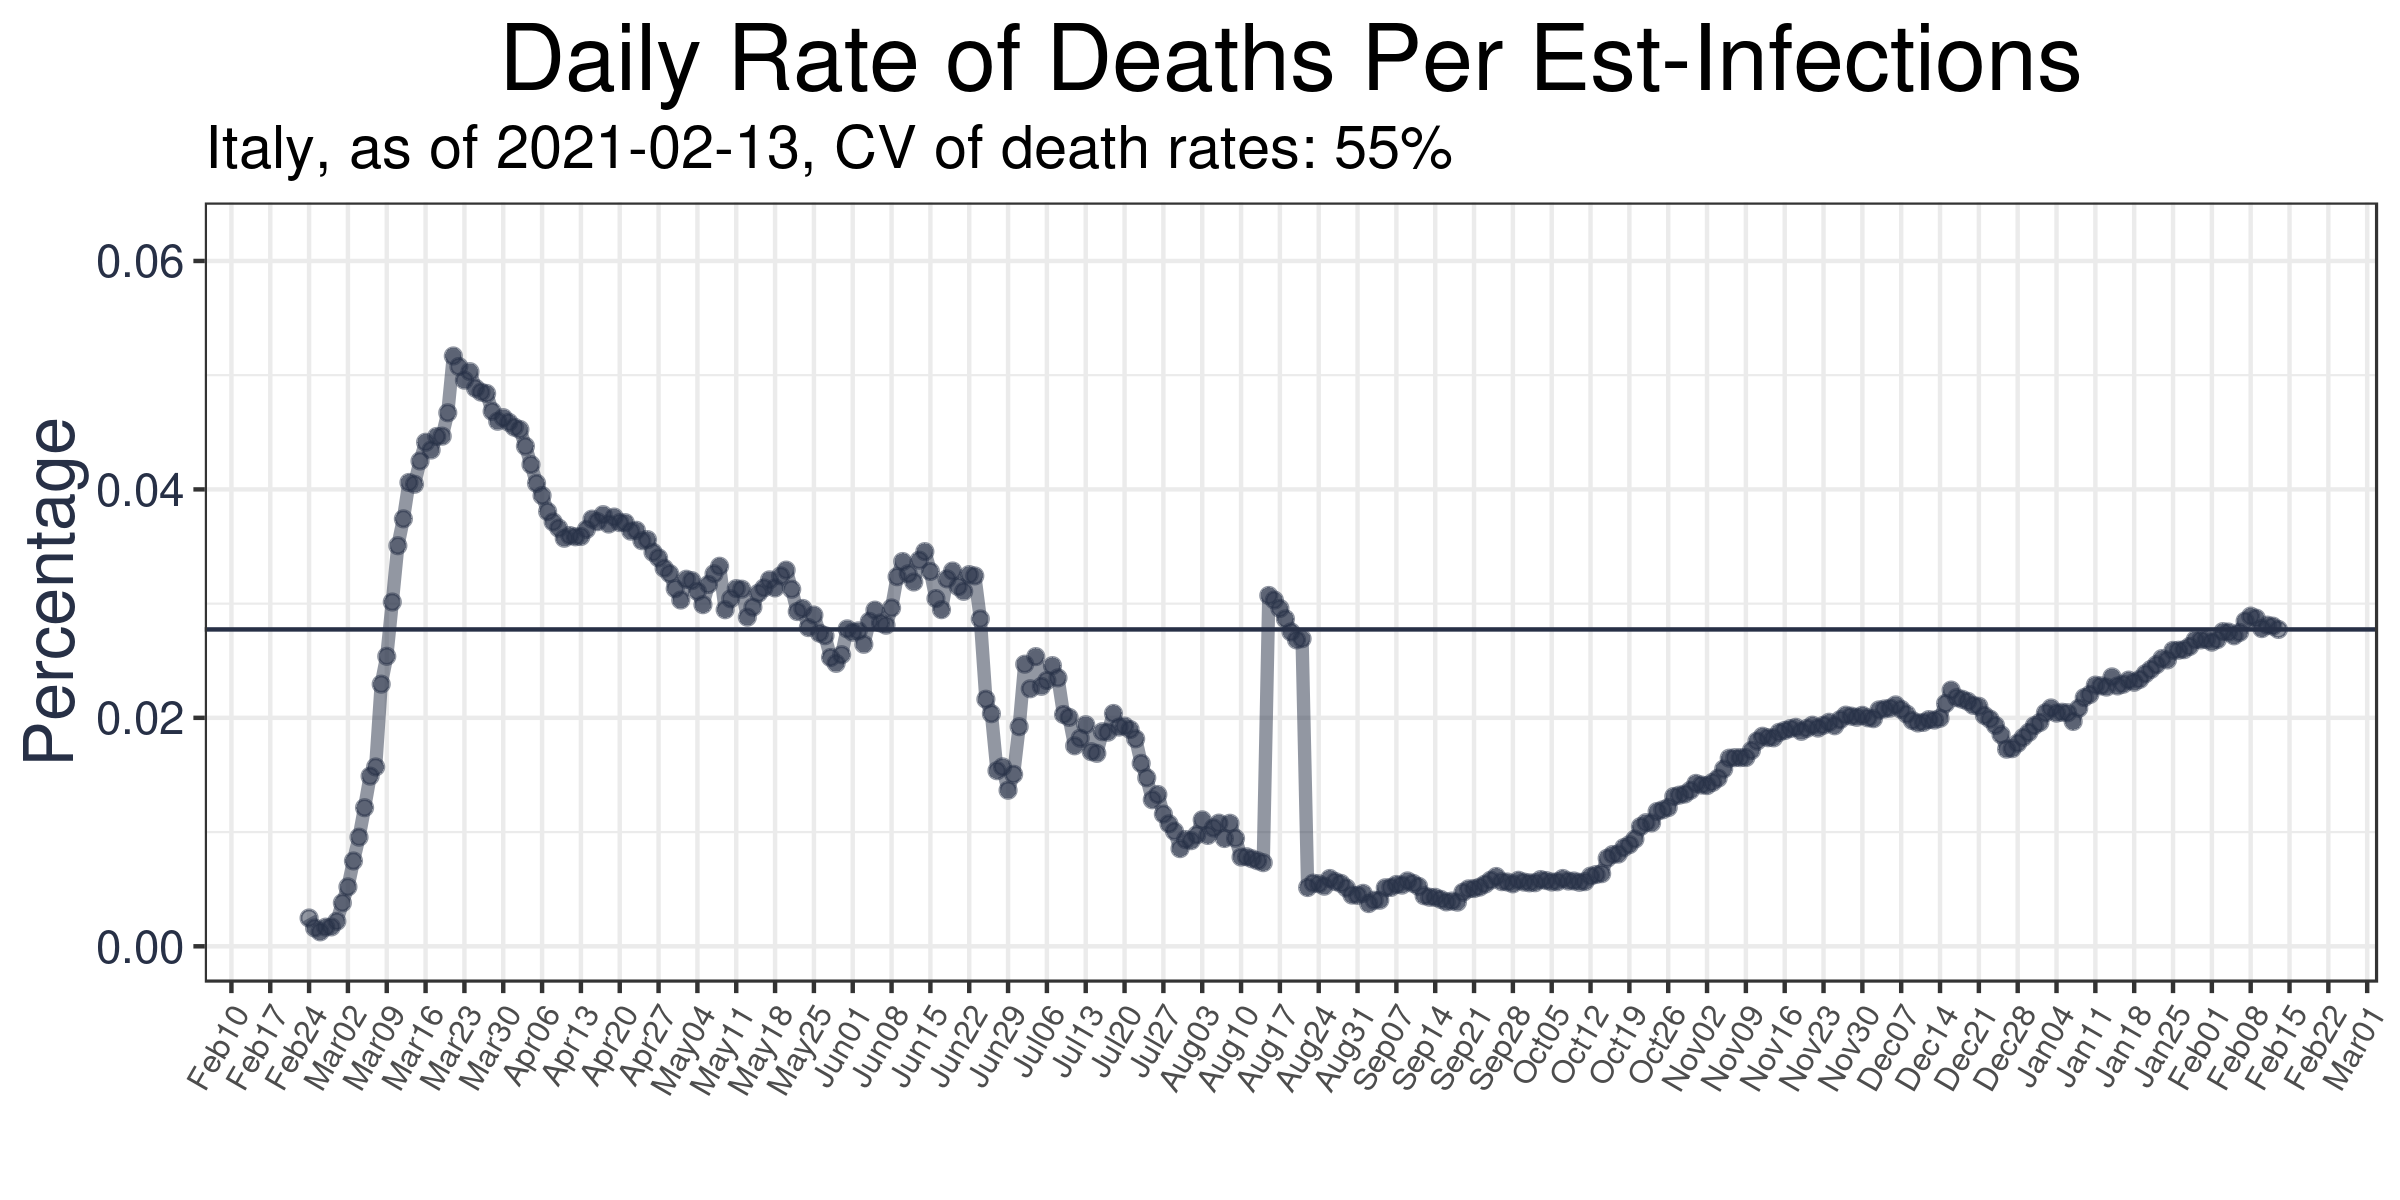 Daily Rate of Deaths Per Est-Infections
Italy, as of 2021-02-13, CV of death rates: 55%
Percentage
0.06
0.04
0.02
0.00
Feb10
Feb17
Feb24
Mar02
Mar09
Mar16
Mar23
Mar30
Apr06
Apr13
Apr20
Apr27
May04
May11
May18
May25
Jun01
Jun08
Jun15
Jun22
Jun29
Jul06
Jul13
Jul20
Jul27
Aug03
Aug10
Aug17
Aug24
Aug31
Sep07
Sep14
Sep21
Sep28
Oct05
Oct12
Oct19
Oct26
Nov02
Nov09
Nov16
Nov23
Nov30
Dec07
Dec14
Dec21
Dec28
Dec04
Jan11
Jan18
Jan25
Jan21
Feb01
Feb08
Feb15
Feb22
Mar01